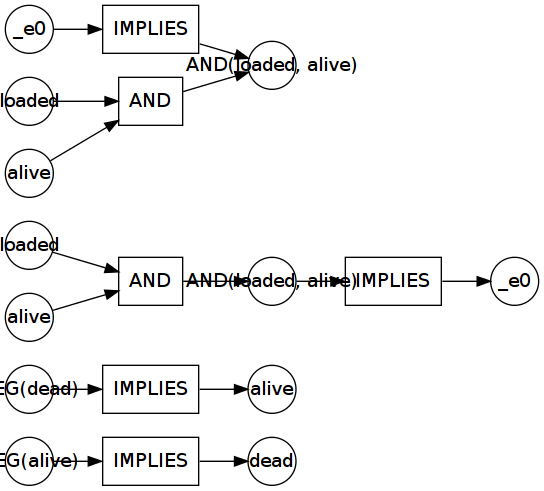 _e0 IMPLIES
AND(loaded, alive)
loaded AND
alive
loaded
AND AND(loaded, alive) IMPLIES _e0
alive
EG(dead) IMPLIES alive
EG(alive) IMPLIES dead